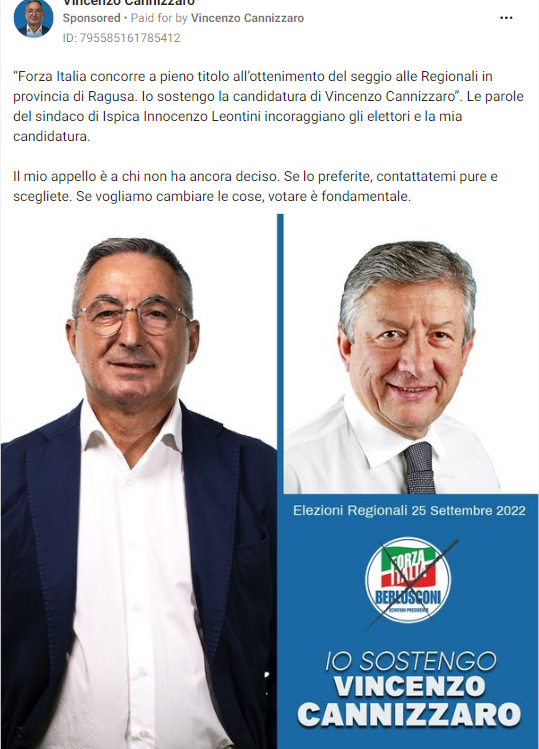 Vincenzo Cannizzaro
Sponsored • Paid for by Vincenzo Cannizzaro
ID: 795585161785412
“Forza Italia concorre a pieno titolo all’ottenimento del seggio alle Regionali in
provincia di Ragusa. Io sostengo la candidatura di Vincenzo Cannizzaro”. Le parole
del sindaco di Ispica Innocenzo Leontini incoraggiano gli elettori e la mia
candidatura.
Il mio appello è a chi non ha ancora deciso. Se lo preferite, contattatemi pure e
scegliete. Se vogliamo cambiare le cose, votare è fondamentale.
Elezioni Regionali 25 Settembre 2022
FORZA
ITALIA
BERLUSCONI
SCHIFANI PRESIDENTE
IO SOSTENGO
VINCENZO
CANNIZZARO